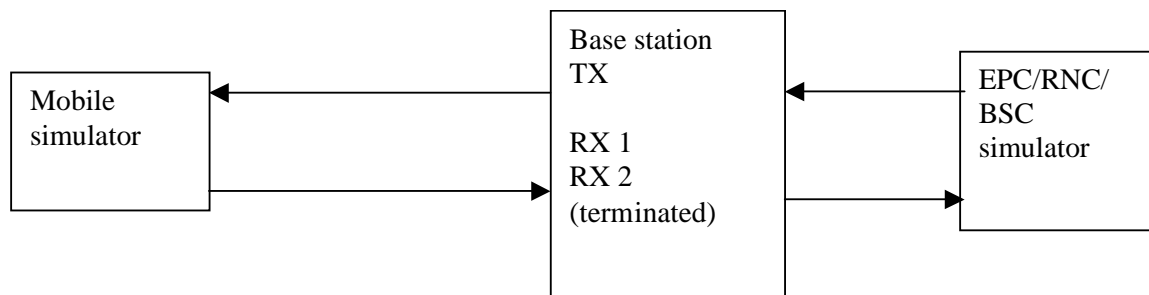 Mobile
simulator
Base station
TX
RX 1
RX 2
(terminated)
EPC/RNC/
BSC
simulator